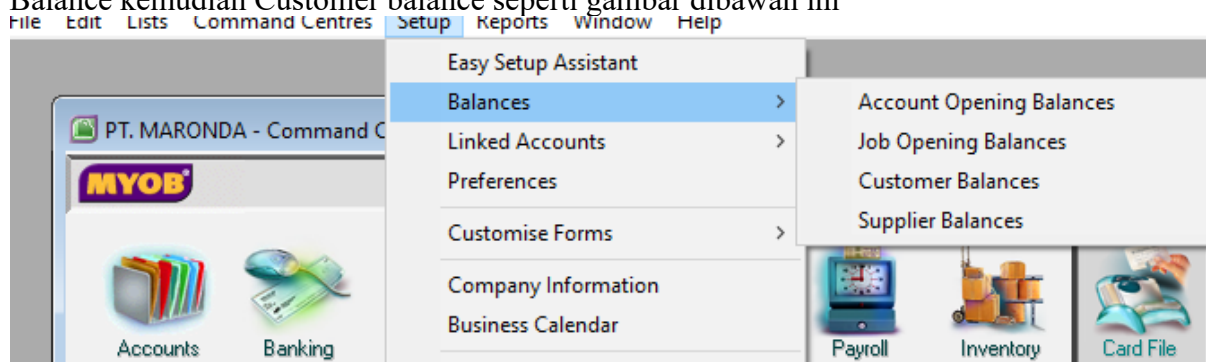 Balance kemudian Customer balance seperti gambar dibawah ini
File Edit Lists Command Centres Setup Reports Window Help
Easy Setup Assistant
Balances >
Account Opening Balances
PT. MARONDA - Command C
Linked Accounts >
Job Opening Balances
MYOB
Preferences
Customer Balances
Supplier Balances
Customise Forms >
Company Information
Business Calendar
Accounts Banking Payroll Inventory Card File